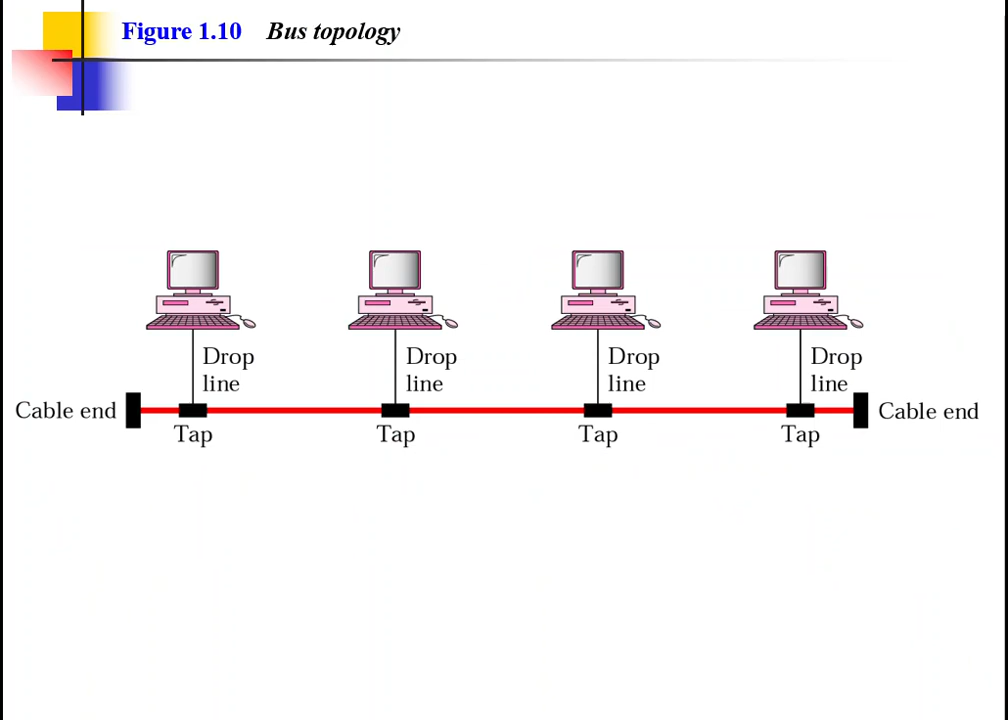 Figure 1.10 Bus topology
Drop
line
Drop
line
Drop
line
Drop
line
Cable end
Cable end
Tap
Tap
Tap
Tap